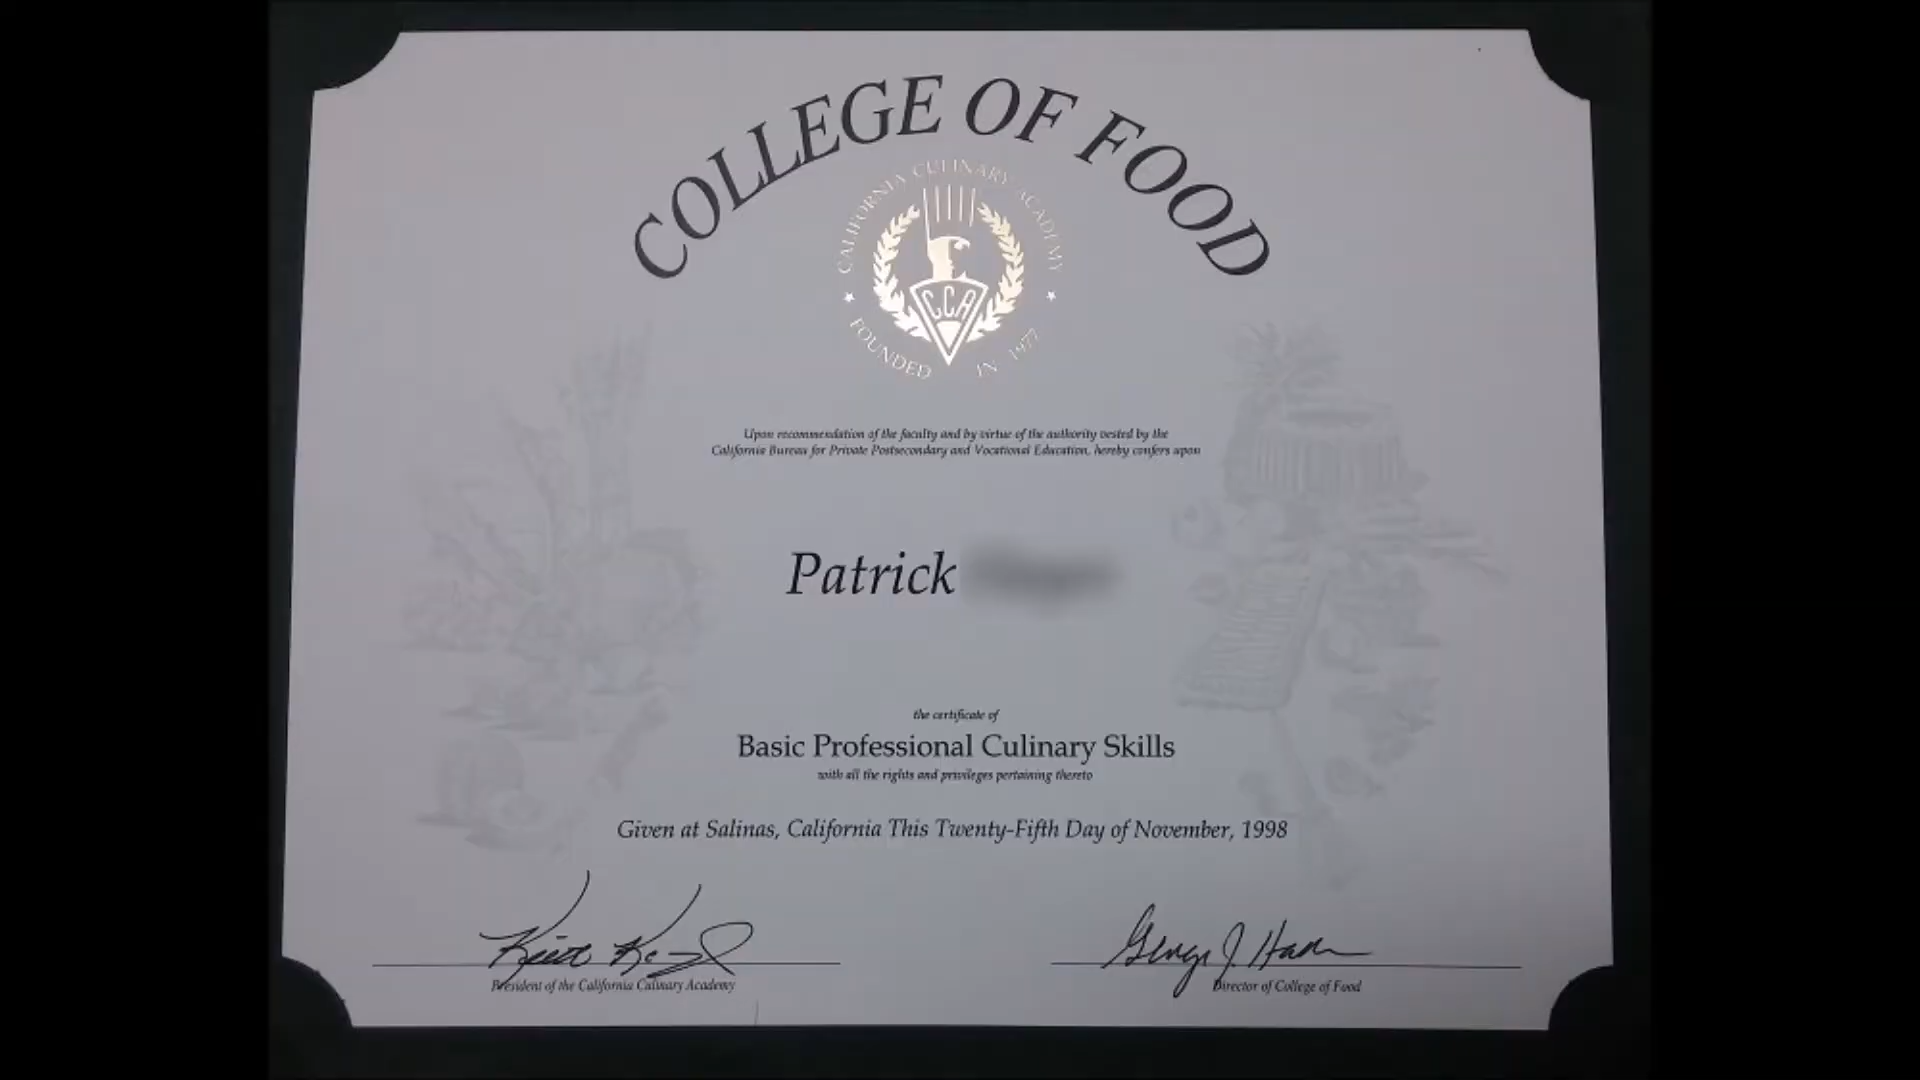 COLLEGE OF FOOD
CALIFORNIA CULINARY ACADEMY
CCA
FOUNDED IN 1977
Upon recommendation of the faculty and by virtue of the authority vested by the
California Bureau for Private Postsecondary and Vocational Education, hereby confers upon
Patrick
the certificate of
Basic Professional Culinary Skills
with all the rights and privileges pertaining thereto
Given at Salinas, California This Twenty-Fifth Day of November, 1998
George J.
President of the California Culinary Academy
Director of College of Food